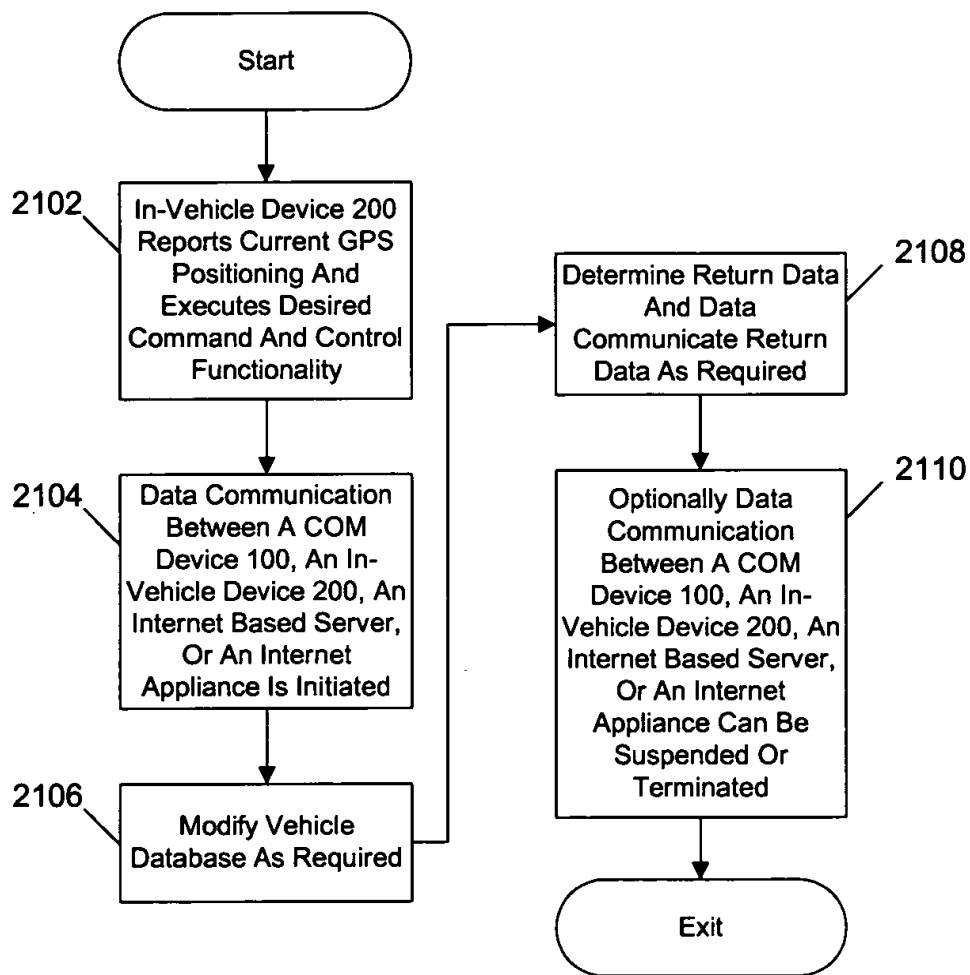 Start
2102
In-Vehicle Device 200
Reports Current GPS
Positioning And
Executes Desired
Command And Control
Functionality
2104
Data Communication
Between A COM
Device 100, An In-
Vehicle Device 200, An
Internet Based Server,
Or An Internet
Appliance Is Initiated
2106
Modify Vehicle
Database As Required
2108
Determine Return Data
And Data
Communicate Return
Data As Required
2110
Optionally Data
Communication
Between A COM
Device 100, An In-
Vehicle Device 200, An
Internet Based Server,
Or An Internet
Appliance Can Be
Suspended Or
Terminated
Exit